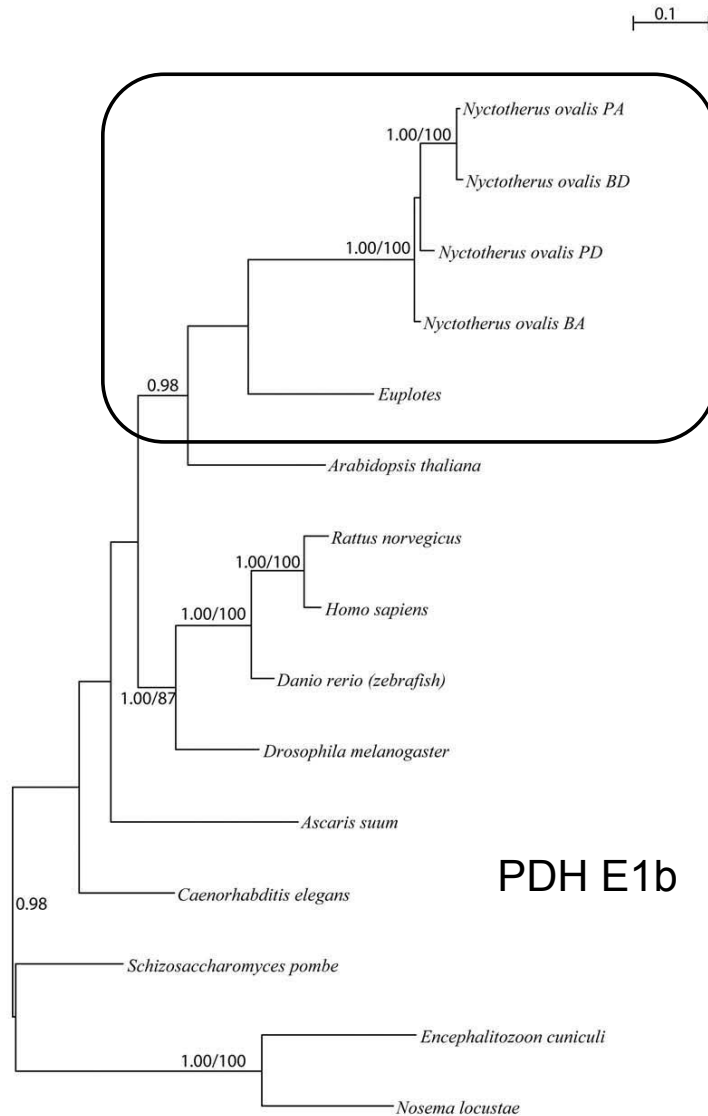 0.1
Nyctotherus ovalis PA
1.00/100
Nyctotherus ovalis BD
1.00/100
Nyctotherus ovalis PD
Nyctotherus ovalis BA
0.98
Euplotes
Arabidopsis thaliana
Rattus norvegicus
1.00/100
Homo sapiens
1.00/100
Danio rerio (zebrafish)
1.00/87
Drosophila melanogaster
Ascaris suum
PDH E1b
Caenorhabditis elegans
0.98
Schizosaccharomyces pombe
Encephalitozoon cuniculi
1.00/100
Nosema locustae